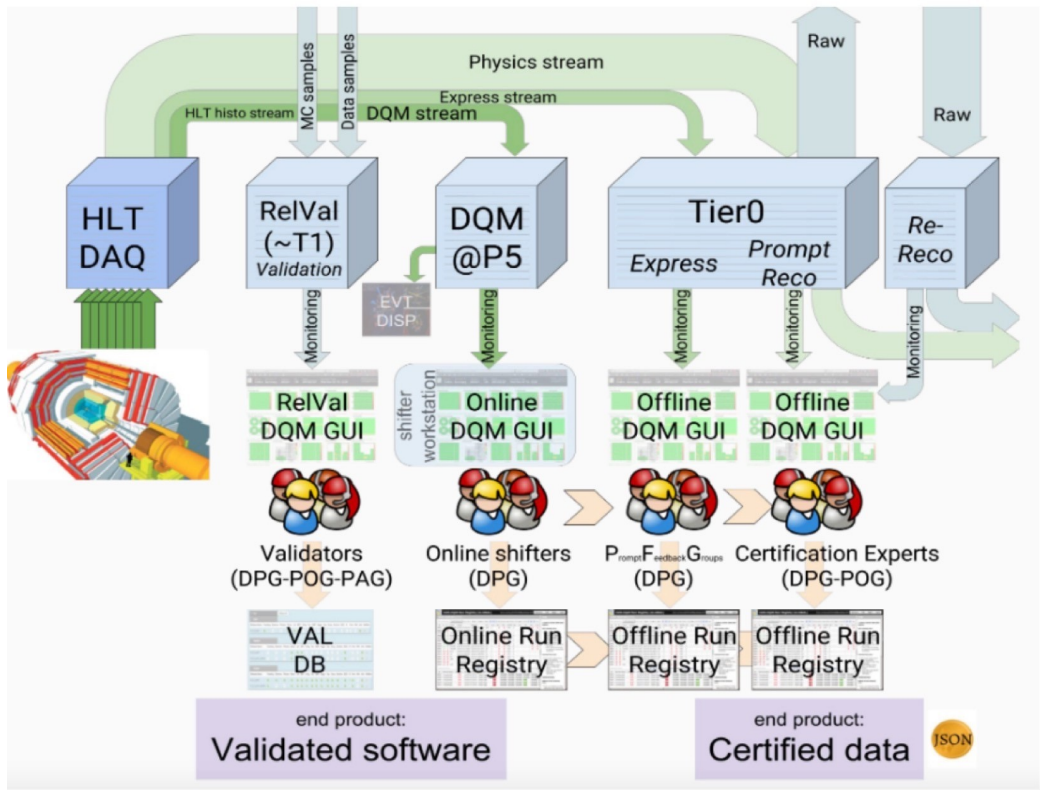 Physics stream
Raw
Express stream
MC samples
Data samples
HLT histo stream
DQM stream
Raw
HLT
DAQ
RelVal
(~T1)
Validation
DQM
@P5
Tier0
Express
Prompt
Reco
Re-
Reco
EVT
DISP
Monitoring
Monitoring
Monitoring
Monitoring
Monitoring
RelVal
DQM GUI
shifter
workstation
Online
DQM GUI
Offline
DQM GUI
Offline
DQM GUI
Validators
(DPG-POG-PAG)
Online shifters
(DPG)
PromptFeedbackGroups
(DPG)
Certification Experts
(DPG-POG)
VAL
DB
Online Run
Registry
Offline Run
Registry
Offline Run
Registry
end product:
Validated software
end product:
Certified data
JSON